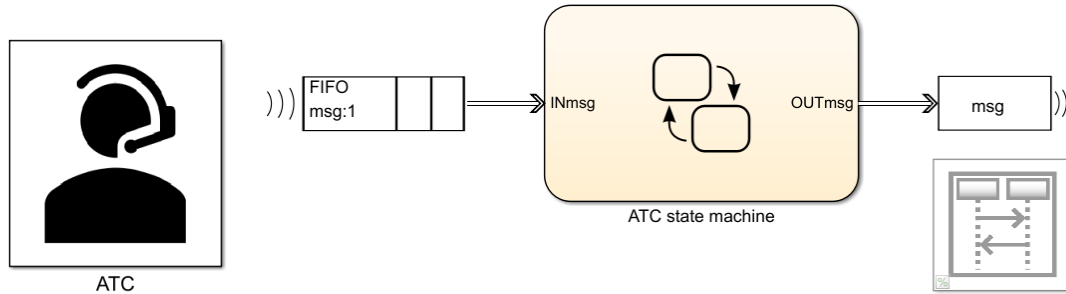 FIFO
msg:1
INmsg
OUTmsg
msg
ATC state machine
ATC
%